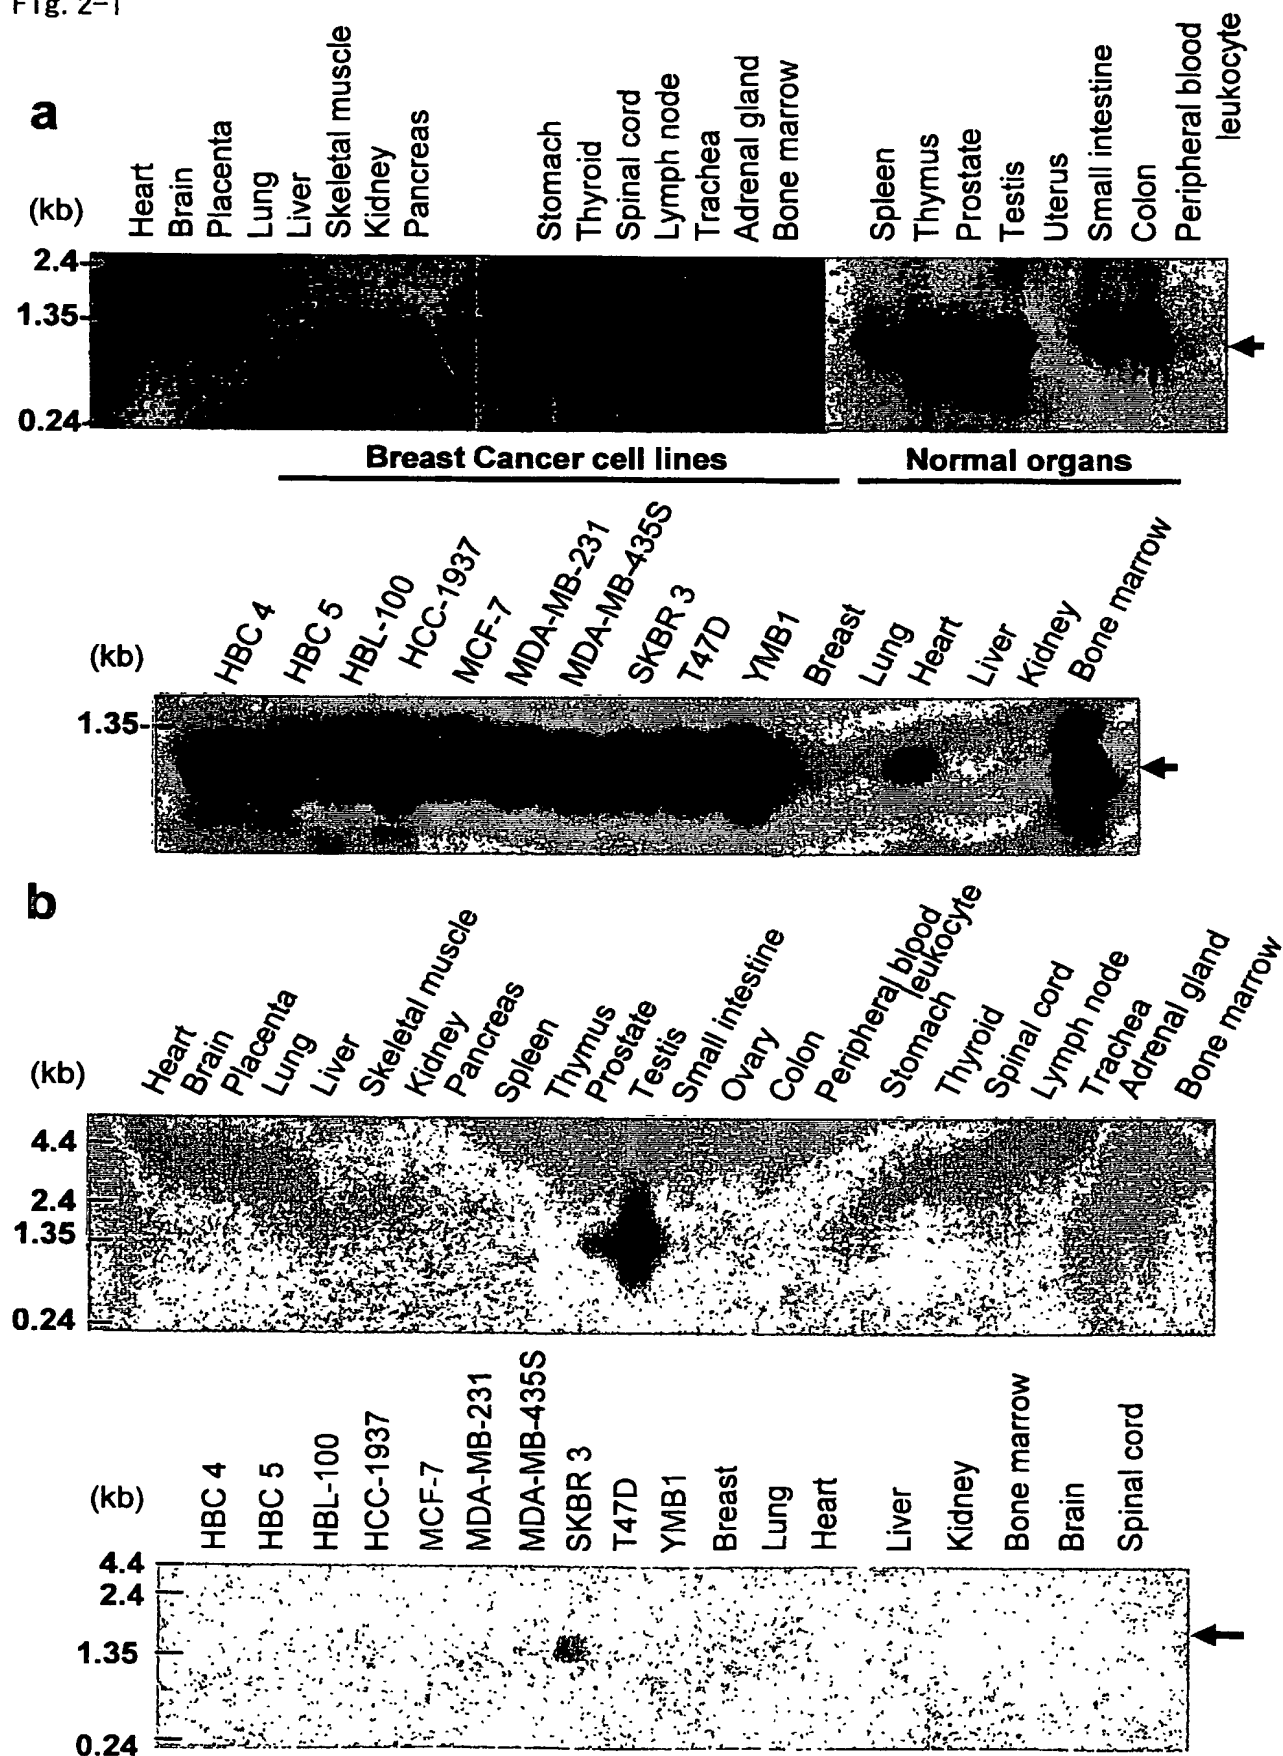 Fig. 2-1
a
(kb)
Heart
Brain
Placenta
Lung
Liver
Skeletal muscle
Kidney
Pancreas
Stomach
Thyroid
Spinal cord
Lymph node
Trachea
Adrenal gland
Bone marrow
Spleen
Thymus
Prostate
Testis
Uterus
Small intestine
Colon
Peripheral blood
leukocyte
2.4
1.35
0.24
Breast Cancer cell lines
Normal organs
(kb)
HBC 4
HBC 5
HBL-100
HCC-1937
MCF-7
MDA-MB-231
MDA-MB-435S
SKBR 3
T47D
YMB1
Breast
Lung
Heart
Liver
Kidney
Bone marrow
1.35
b
(kb)
Heart
Brain
Placenta
Lung
Liver
Skeletal muscle
Kidney
Pancreas
Spleen
Thymus
Prostate
Testis
Small intestine
Ovary
Colon
Peripheral blood
leukocyte
Stomach
Thyroid
Spinal cord
Lymph node
Trachea
Adrenal gland
Bone marrow
4.4
2.4
1.35
0.24
(kb)
HBC 4
HBC 5
HBL-100
HCC-1937
MCF-7
MDA-MB-231
MDA-MB-435S
SKBR 3
T47D
YMB1
Breast
Lung
Heart
Liver
Kidney
Bone marrow
Brain
Spinal cord
4.4
2.4
1.35
0.24